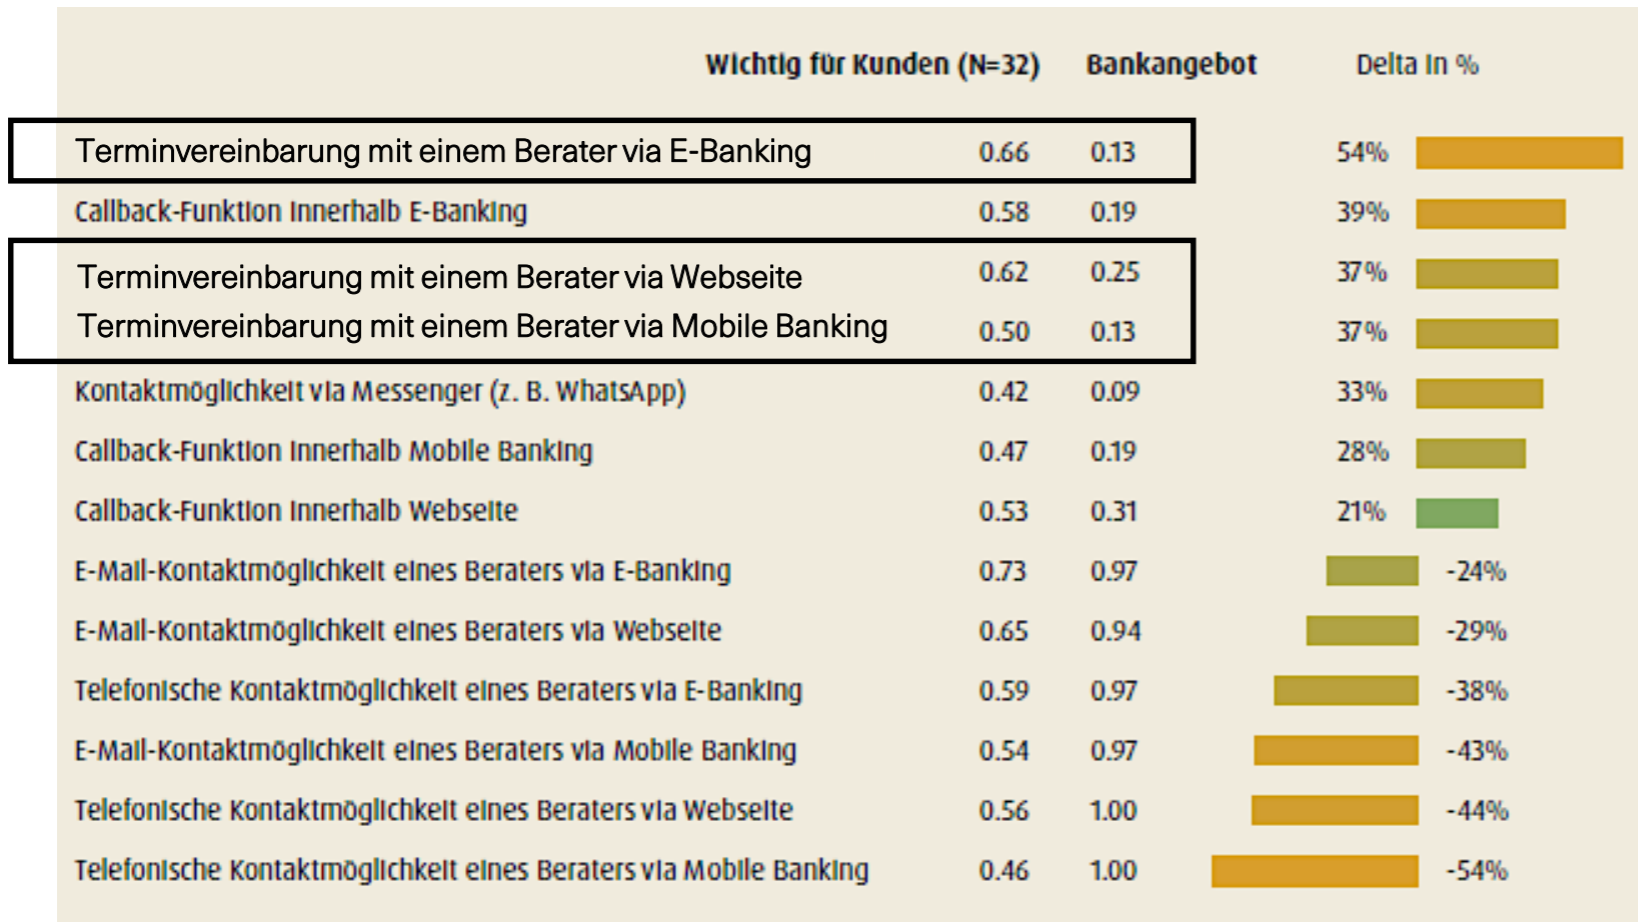 Wichtig für Kunden (N=32) Bankangebot Delta in %
Terminvereinbarung mit einem Berater via E-Banking 0.66 0.13 54%
Callback-Funktion innerhalb E-Banking 0.58 0.19 39%
Terminvereinbarung mit einem Berater via Webseite 0.62 0.25 37%
Terminvereinbarung mit einem Berater via Mobile Banking 0.50 0.13 37%
Kontaktmöglichkeit via Messenger (z. B. WhatsApp) 0.42 0.09 33%
Callback-Funktion innerhalb Mobile Banking 0.47 0.19 28%
Callback-Funktion innerhalb Webseite 0.53 0.31 21%
E-Mail-Kontaktmöglichkeit eines Beraters via E-Banking 0.73 0.97 -24%
E-Mail-Kontaktmöglichkeit eines Beraters via Webseite 0.65 0.94 -29%
Telefonische Kontaktmöglichkeit eines Beraters via E-Banking 0.59 0.97 -38%
E-Mail-Kontaktmöglichkeit eines Beraters via Mobile Banking 0.54 0.97 -43%
Telefonische Kontaktmöglichkeit eines Beraters via Webseite 0.56 1.00 -44%
Telefonische Kontaktmöglichkeit eines Beraters via Mobile Banking 0.46 1.00 -54%